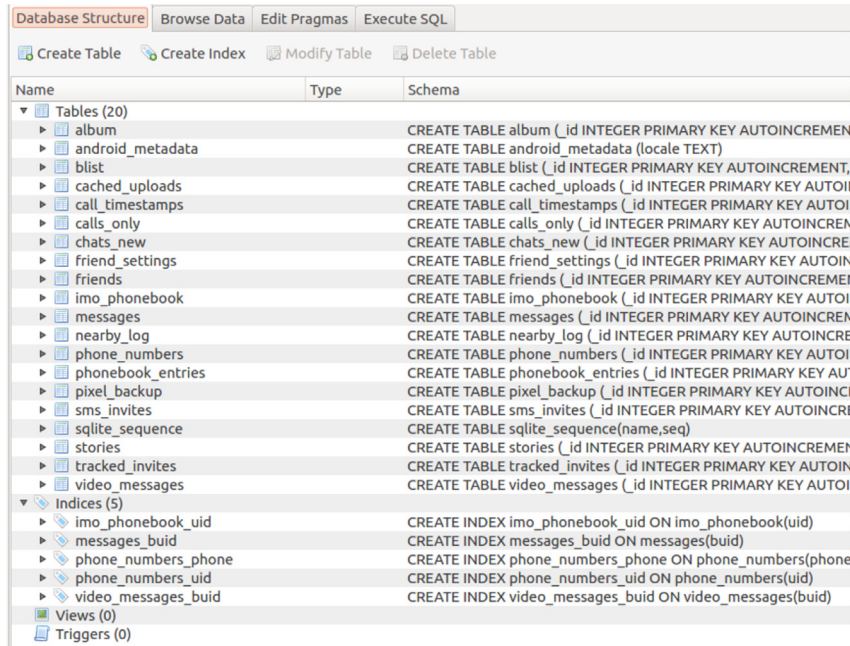 Database Structure Browse Data Edit Pragmas Execute SQL
Create Table Create Index Modify Table Delete Table
Name Type Schema
Tables (20)
album CREATE TABLE album (_id INTEGER PRIMARY KEY AUTOINCREMEN
android_metadata CREATE TABLE android_metadata (locale TEXT)
blist CREATE TABLE blist (_id INTEGER PRIMARY KEY AUTOINCREMENT,
cached_uploads CREATE TABLE cached_uploads (_id INTEGER PRIMARY KEY AUTOI
call_timestamps CREATE TABLE call_timestamps (_id INTEGER PRIMARY KEY AUTOI
calls_only CREATE TABLE calls_only (_id INTEGER PRIMARY KEY AUTOINCREM
chats_new CREATE TABLE chats_new (_id INTEGER PRIMARY KEY AUTOINCRE
friend_settings CREATE TABLE friend_settings (_id INTEGER PRIMARY KEY AUTOIN
friends CREATE TABLE friends (_id INTEGER PRIMARY KEY AUTOINCREMEN
imo_phonebook CREATE TABLE imo_phonebook (_id INTEGER PRIMARY KEY AUTOI
messages CREATE TABLE messages (_id INTEGER PRIMARY KEY AUTOINCREM
nearby_log CREATE TABLE nearby_log (_id INTEGER PRIMARY KEY AUTOINCRE
phone_numbers CREATE TABLE phone_numbers (_id INTEGER PRIMARY KEY AUTOI
phonebook_entries CREATE TABLE phonebook_entries (_id INTEGER PRIMARY KEY AUT
pixel_backup CREATE TABLE pixel_backup (_id INTEGER PRIMARY KEY AUTOINC
sms_invites CREATE TABLE sms_invites (_id INTEGER PRIMARY KEY AUTOINCRE
sqlite_sequence CREATE TABLE sqlite_sequence(name,seq)
stories CREATE TABLE stories (_id INTEGER PRIMARY KEY AUTOINCREMEN
tracked_invites CREATE TABLE tracked_invites (_id INTEGER PRIMARY KEY AUTOIN
video_messages CREATE TABLE video_messages (_id INTEGER PRIMARY KEY AUTOI
Indices (5)
imo_phonebook_uid CREATE INDEX imo_phonebook_uid ON imo_phonebook(uid)
messages_buid CREATE INDEX messages_buid ON messages(buid)
phone_numbers_phone CREATE INDEX phone_numbers_phone ON phone_numbers(phone
phone_numbers_uid CREATE INDEX phone_numbers_uid ON phone_numbers(uid)
video_messages_buid CREATE INDEX video_messages_buid ON video_messages(buid)
Views (0)
Triggers (0)